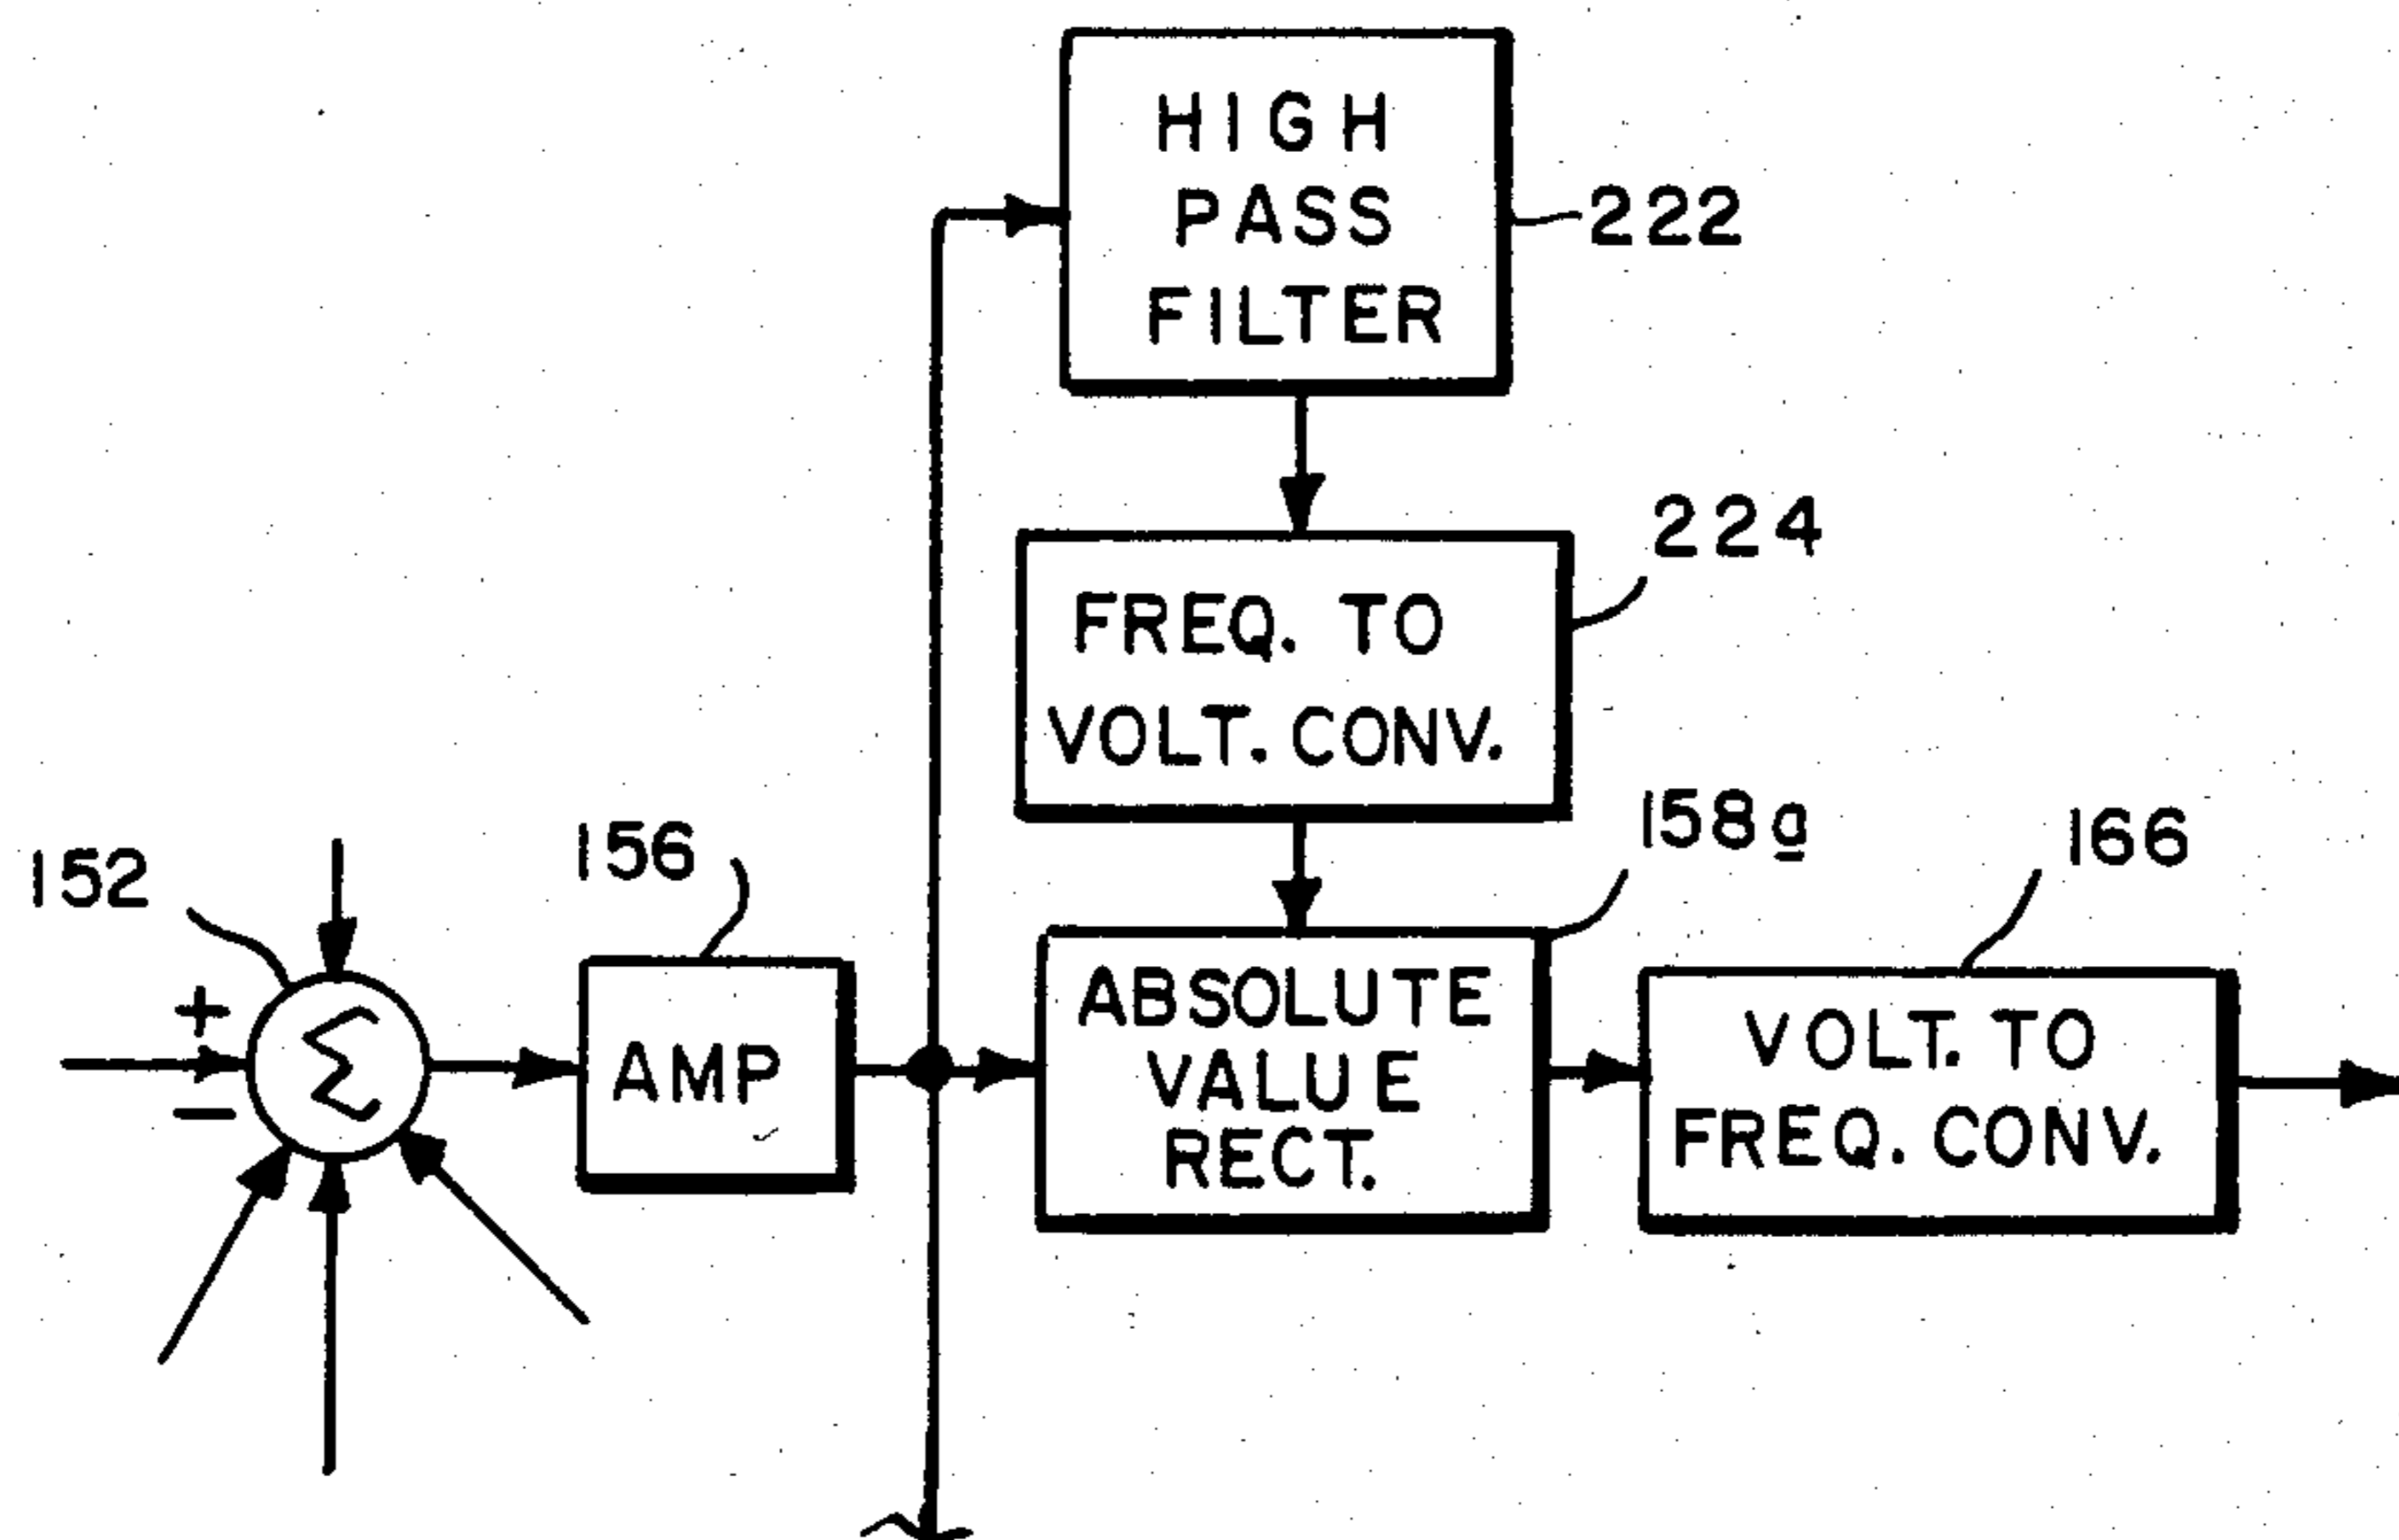 HIGH
PASS
FILTER
222
224
FREQ. TO
VOLT. CONV.
152
156
158a
166
+
Σ
−
AMP
ABSOLUTE
VALUE
RECT.
VOLT. TO
FREQ. CONV.